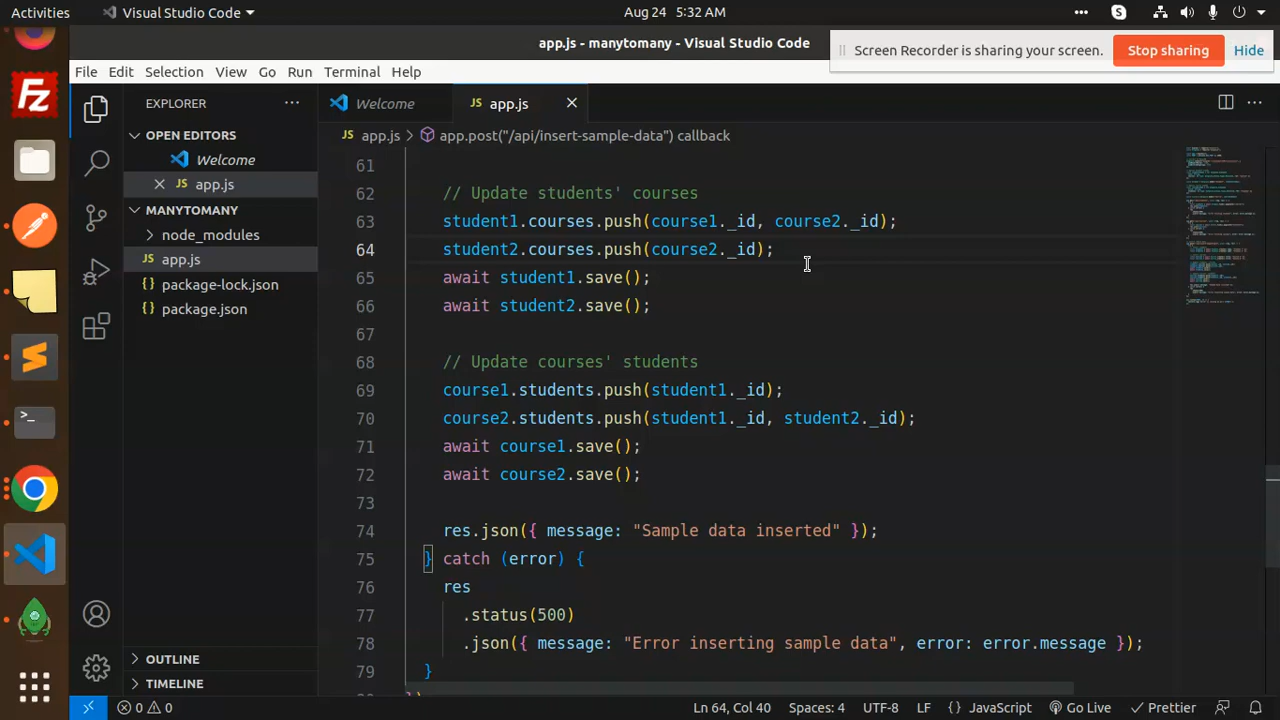 Activities Visual Studio Code Aug 24 5:32 AM
app.js - manytomany - Visual Studio Code
Screen Recorder is sharing your screen. Stop sharing Hide
File Edit Selection View Go Run Terminal Help
EXPLORER
Welcome
app.js
OPEN EDITORS
Welcome
JS app.js
MANYTOMANY
node_modules
JS app.js
{} package-lock.json
{} package.json
OUTLINE
TIMELINE
JS app.js > app.post("/api/insert-sample-data") callback
61
62 // Update students' courses
63 student1.courses.push(course1._id, course2._id);
64 student2.courses.push(course2._id);
65 await student1.save();
66 await student2.save();
67
68 // Update courses' students
69 course1.students.push(student1._id);
70 course2.students.push(student1._id, student2._id);
71 await course1.save();
72 await course2.save();
73
74 res.json({ message: "Sample data inserted" });
75 } catch (error) {
76 res
77 .status(500)
78 .json({ message: "Error inserting sample data", error: error.message });
79 }
0 0 Ln 64, Col 40 Spaces: 4 UTF-8 LF {} JavaScript Go Live Prettier